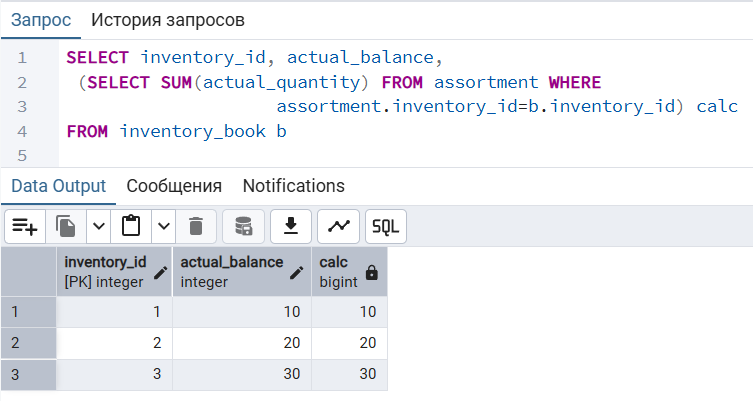 Запрос История запросов
1 SELECT inventory_id, actual_balance,
2 (SELECT SUM(actual_quantity) FROM assortment WHERE
3 assortment.inventory_id=b.inventory_id) calc
4 FROM inventory_book b
5
Data Output Сообщения Notifications
SQL
inventory_id actual_balance calc
[PK] integer integer bigint
1 1 10 10
2 2 20 20
3 3 30 30